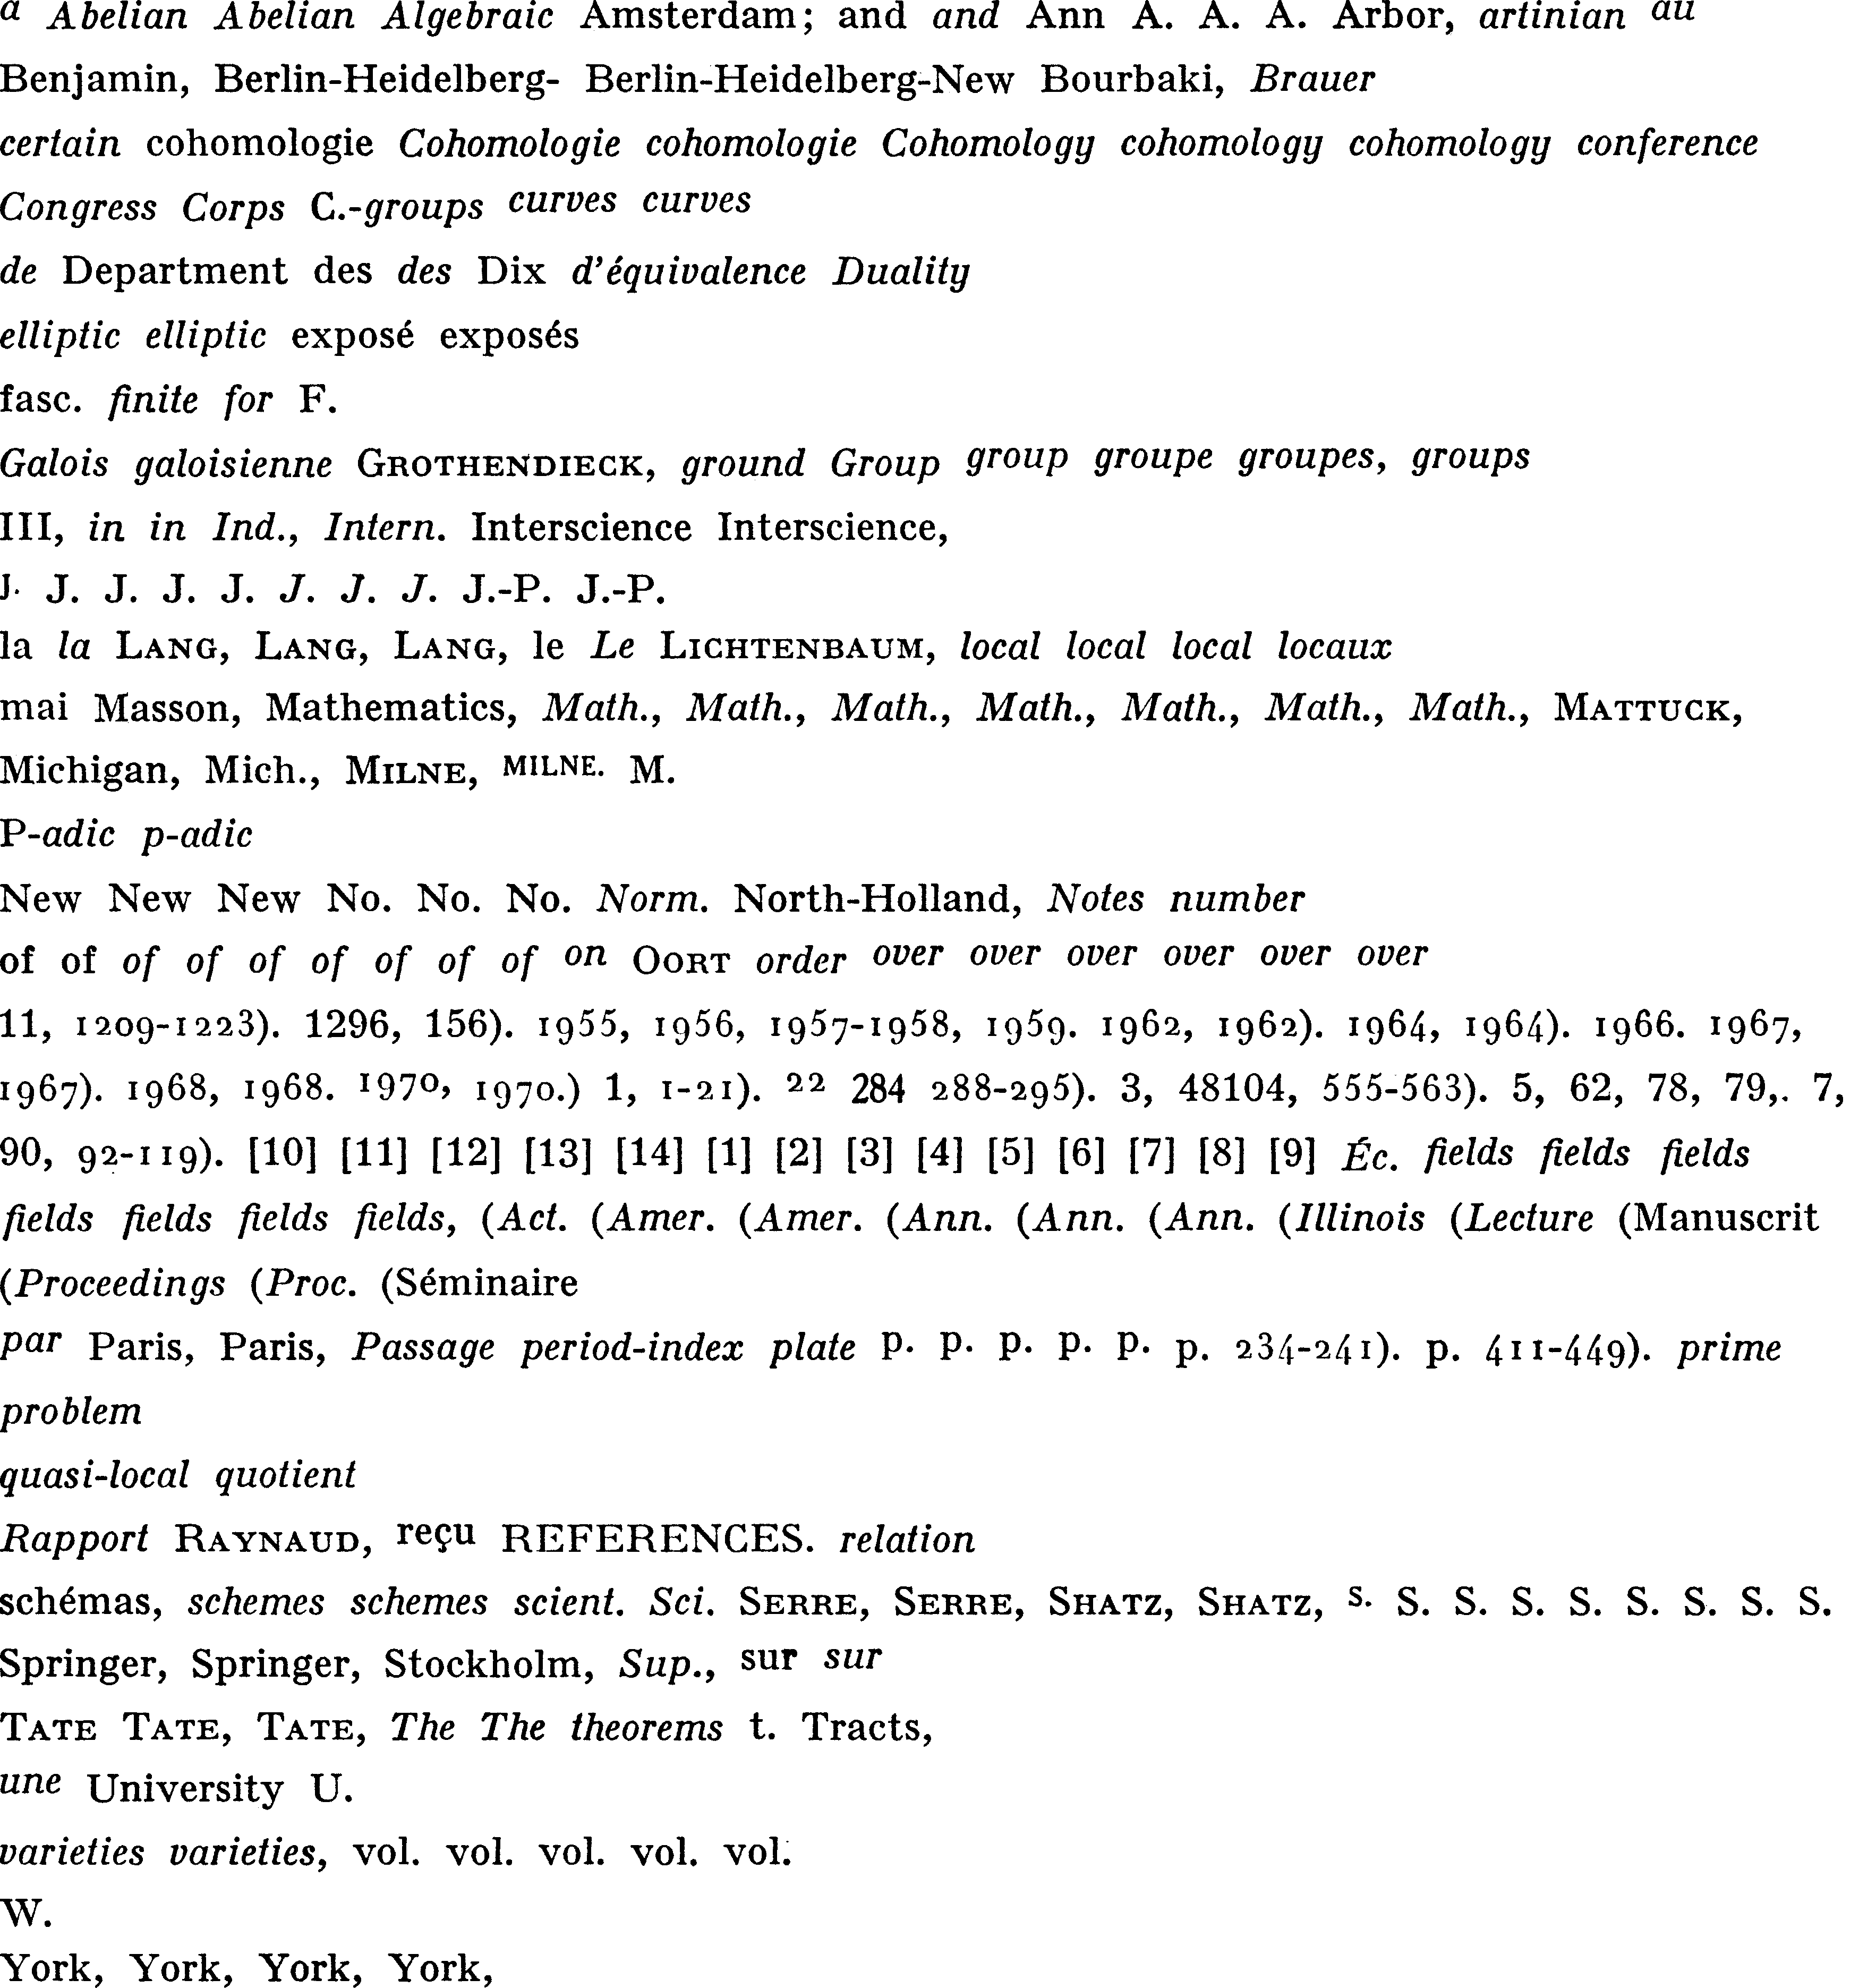 a Abelian Abelian Algebraic Amsterdam; and and Ann A. A. A. Arbor, artinian au
Benjamin, Berlin-Heidelberg- Berlin-Heidelberg-New Bourbaki, Brauer
certain cohomologie Cohomologie cohomologie Cohomology cohomology cohomology conference
Congress Corps C.-groups curves curves
de Department des des Dix d'équivalence Duality
elliptic elliptic exposé exposés
fasc. finite for F.
Galois galoisienne GROTHENDIECK, ground Group group groupe groupes, groups
III, in in Ind., Intern. Interscience Interscience,
J. J. J. J. J. J. J. J. J.-P. J.-P.
la la LANG, LANG, LANG, le Le LICHTENBAUM, local local local locaux
mai Masson, Mathematics, Math., Math., Math., Math., Math., Math., Math., MATTUCK,
Michigan, Mich., MILNE, MILNE. M.
P-adic p-adic
New New New No. No. No. Norm. North-Holland, Notes number
of of of of of of of of of on OORT order over over over over over over
11, 1209-1223). 1296, 156). 1955, 1956, 1957-1958, 1959. 1962, 1962). 1964, 1964). 1966. 1967,
1967). 1968, 1968. 1970, 1970.) 1, 1-21). 22 284 288-295). 3, 48104, 555-563). 5, 62, 78, 79,. 7,
90, 92-119). [10] [11] [12] [13] [14] [1] [2] [3] [4] [5] [6] [7] [8] [9] Éc. fields fields fields
fields fields fields fields, (Act. (Amer. (Amer. (Ann. (Ann. (Ann. (Illinois (Lecture (Manuscrit
(Proceedings (Proc. (Séminaire
par Paris, Paris, Passage period-index plate p. p. p. p. p. p. 234-241). p. 411-449). prime
problem
quasi-local quotient
Rapport RAYNAUD, reçu REFERENCES. relation
schémas, schemes schemes scient. Sci. SERRE, SERRE, SHATZ, SHATZ, S. S. S. S. S. S. S. S. S.
Springer, Springer, Stockholm, Sup., sur sur
TATE TATE, TATE, The The theorems t. Tracts,
une University U.
varieties varieties, vol. vol. vol. vol. vol.
W.
York, York, York, York,